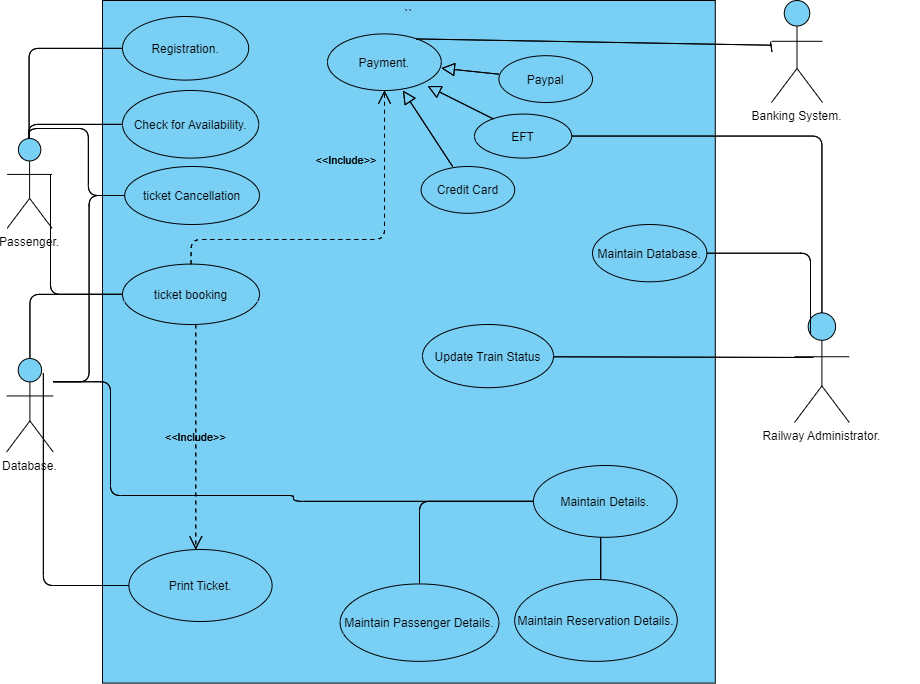 ``
Registration.
Payment.
Paypal
Banking System.
Check for Availability.
EFT
<<Include>>
ticket Cancellation
Credit Card
Passenger.
Maintain Database.
ticket booking
Update Train Status
Railway Administrator.
<<Include>>
Database.
Maintain Details.
Print Ticket.
Maintain Passenger Details.
Maintain Reservation Details.